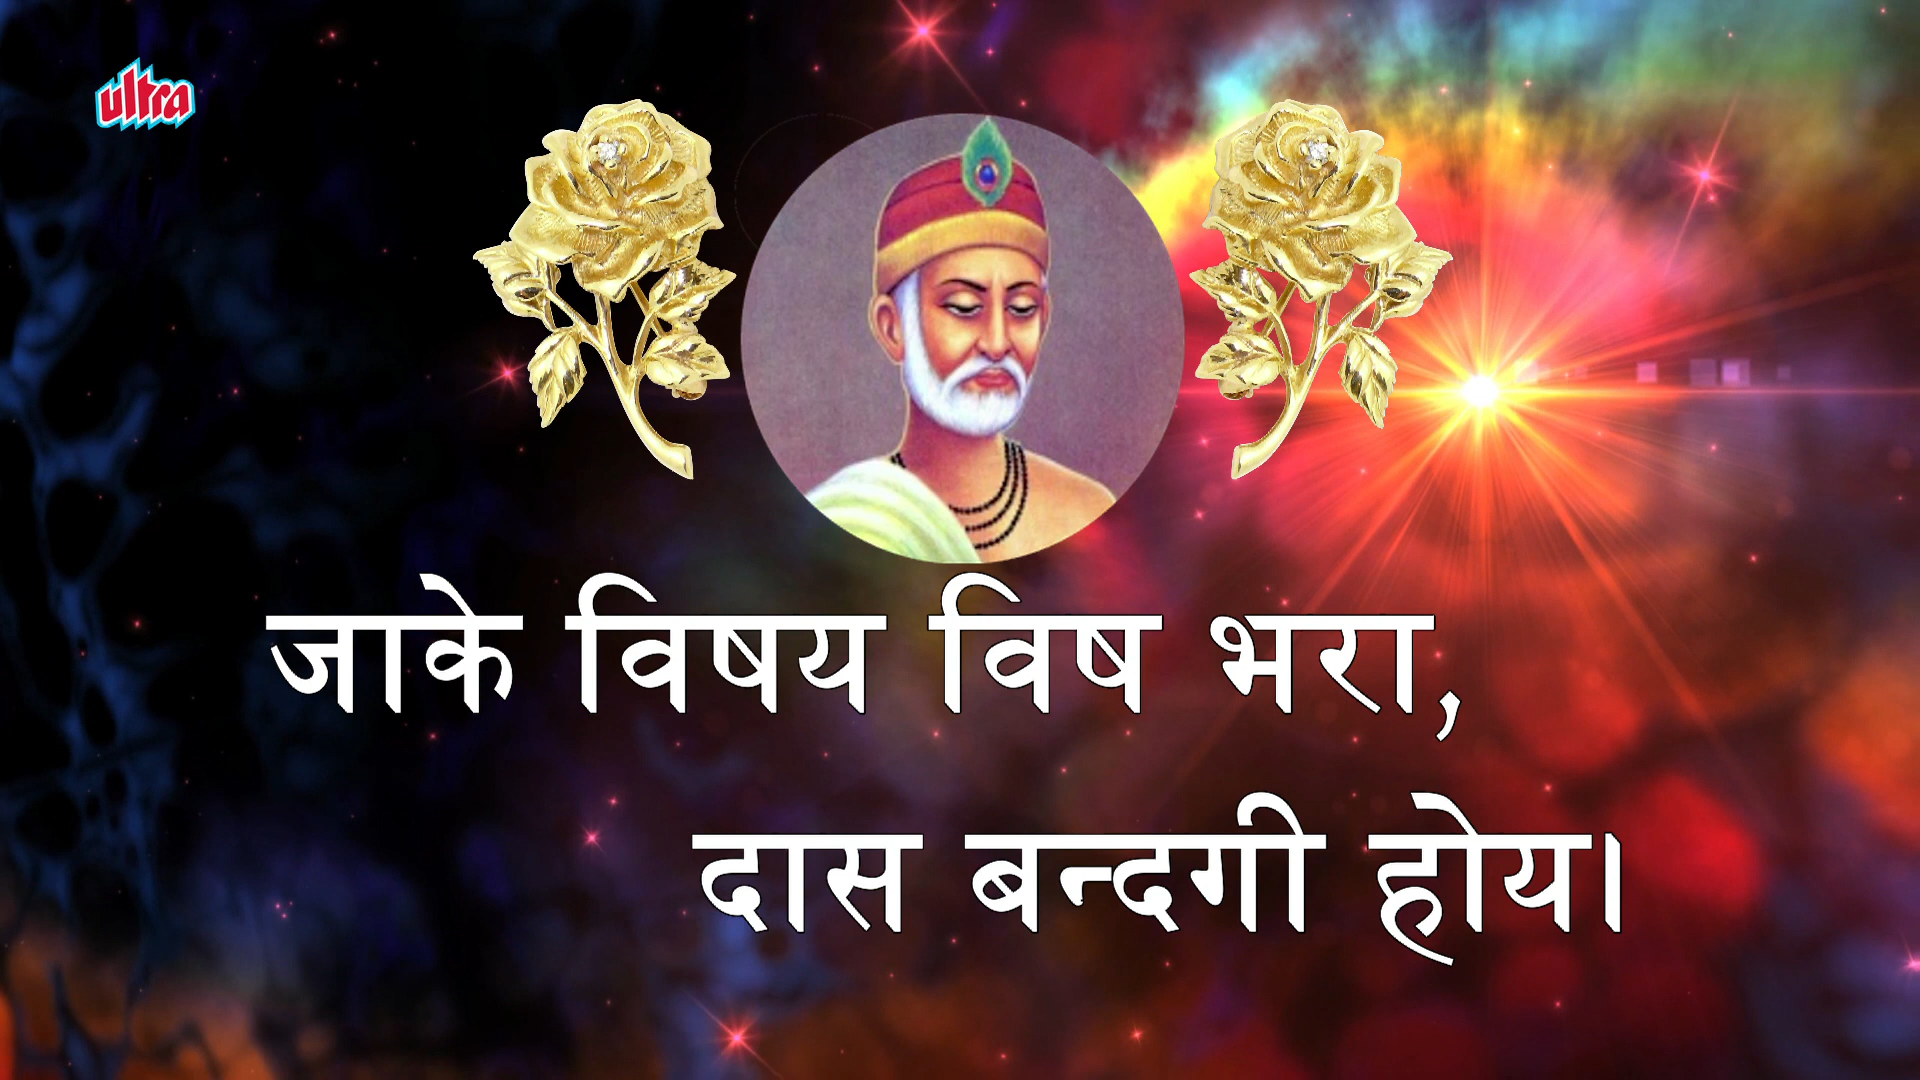 ultra
जाके विषय विष भरा,
दास बन्दगी होय।